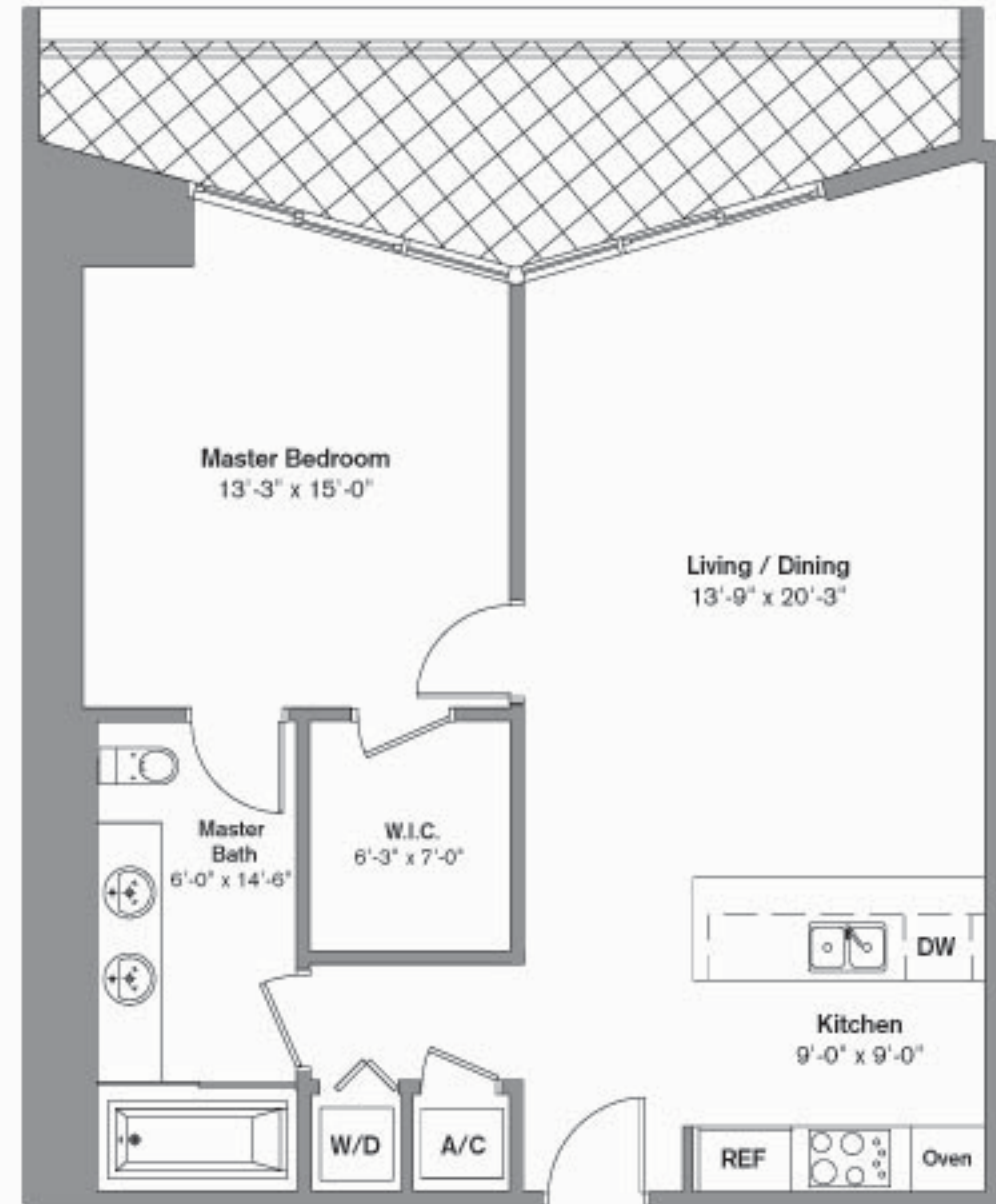 Master Bedroom
13'-3" x 15'-0"
Living / Dining
13'-9" x 20'-3"
Master
Bath
6'-0" x 14'-6"
W.I.C.
6'-3" x 7'-0"
DW
Kitchen
9'-0" x 9'-0"
W/D
A/C
REF
Oven